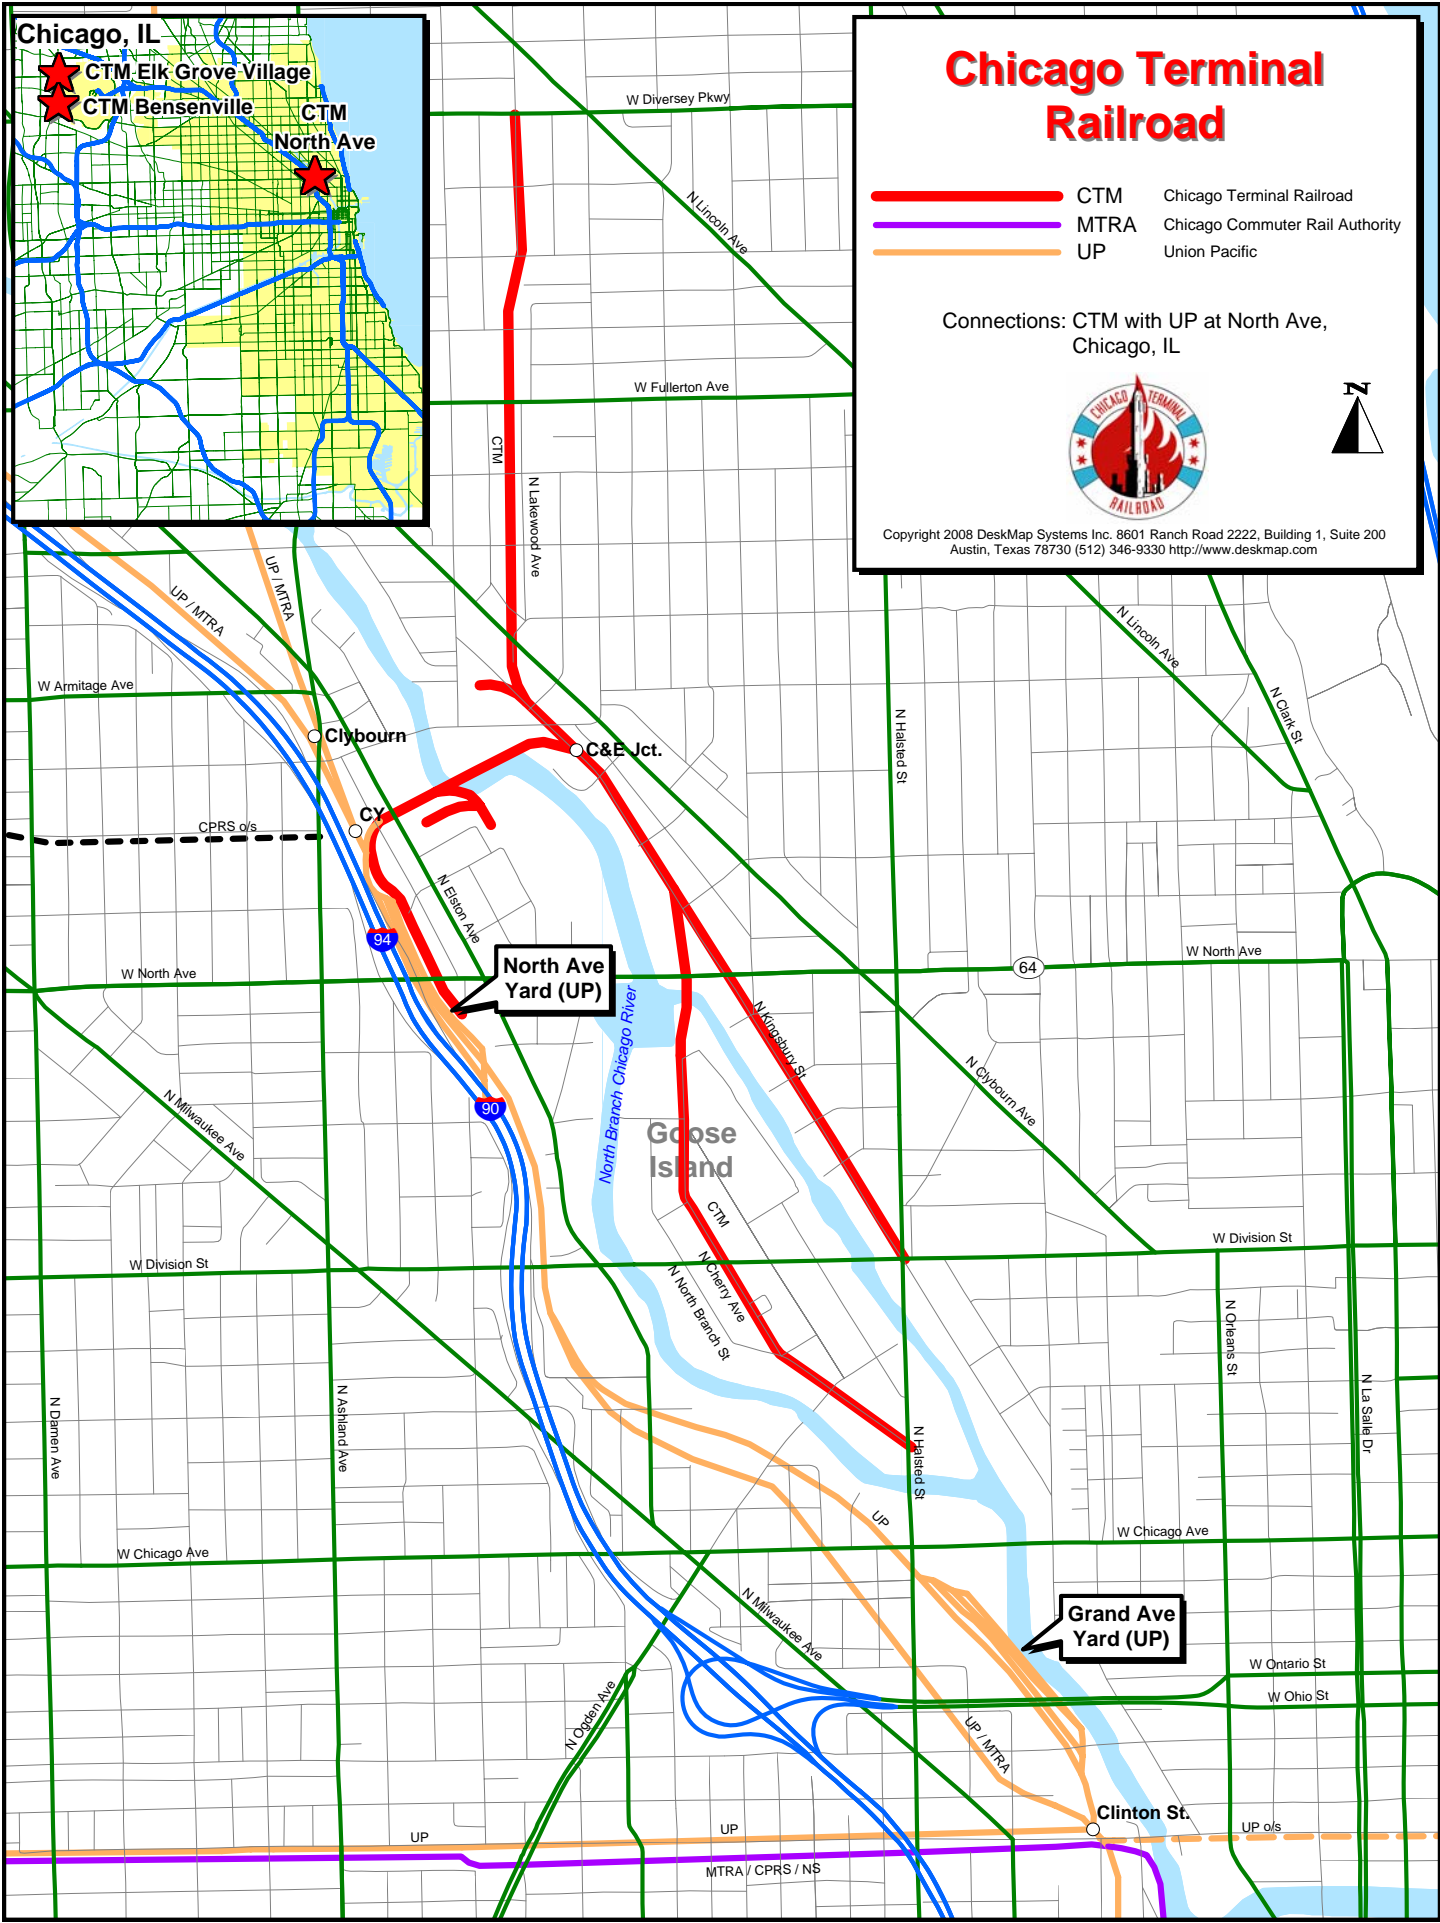 Chicago, IL
CTM Elk Grove Village
CTM Bensenville
CTM
North Ave
Chicago Terminal
Railroad
CTM Chicago Terminal Railroad
MTRA Chicago Commuter Rail Authority
UP Union Pacific
Connections: CTM with UP at North Ave,
Chicago, IL
N
CHICAGO TERMINAL
RAILROAD
Copyright 2008 DeskMap Systems Inc. 8601 Ranch Road 2222, Building 1, Suite 200
Austin, Texas 78730 (512) 346-9330 http://www.deskmap.com
W Diversey Pkwy
N Lincoln Ave
W Fullerton Ave
CTM
N Lakewood Ave
UP / MTRA
UP / MTRA
N Lincoln Ave
W Armitage Ave
N Clark St
N Halsted St
Clybourn
C&E Jct.
CY
CPRS o/s
N Elston Ave
94
W North Ave
North Ave
Yard (UP)
64
W North Ave
North Branch Chicago River
N Kingsbury St
N Clybourn Ave
N Milwaukee Ave
90
Goose
Island
CTM
W Division St
W Division St
N Cherry Ave
N North Branch St
N Orleans St
N La Salle Dr
N Damen Ave
N Ashland Ave
N Halsted St
UP
W Chicago Ave
W Chicago Ave
N Milwaukee Ave
Grand Ave
Yard (UP)
W Ontario St
W Ohio St
N Ogden Ave
UP / MTRA
Clinton St.
UP
UP
UP o/s
MTRA / CPRS / NS